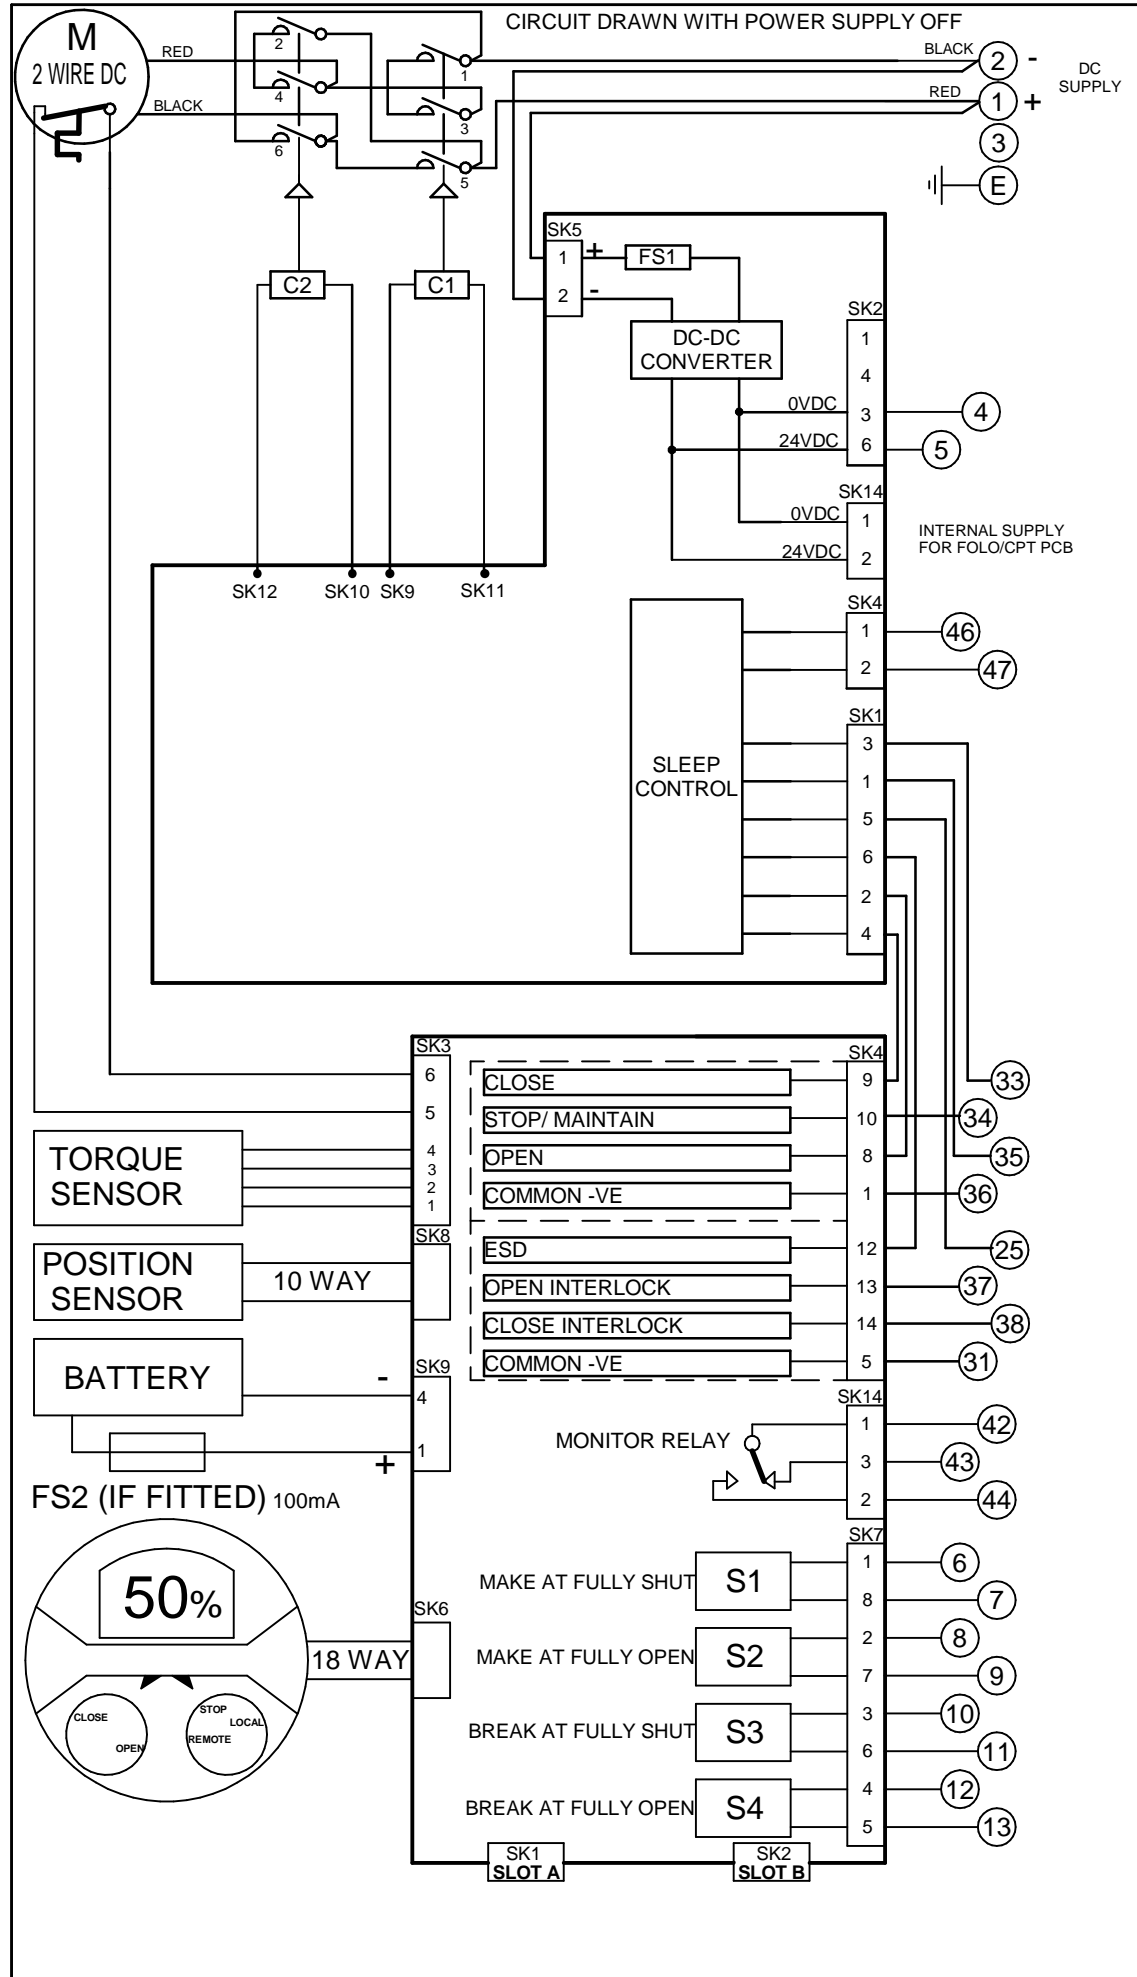 CIRCUIT DRAWN WITH POWER SUPPLY OFF
M
2 WIRE DC
RED
BLACK
2
4
6
1
3
5
BLACK
2
-
RED
1
+
DC
SUPPLY
3
E
C2
C1
SK5
1
+
FS1
2
-
DC-DC
CONVERTER
SK2
1
4
0VDC
3
4
24VDC
6
5
SK14
0VDC
1
24VDC
2
INTERNAL SUPPLY
FOR FOLO/CPT PCB
SK12
SK10
SK9
SK11
SK4
1
46
2
47
SLEEP
CONTROL
SK1
3
1
5
6
2
4
SK3
6
5
4
3
2
1
TORQUE
SENSOR
SK8
POSITION
SENSOR
10 WAY
BATTERY
-
SK9
4
1
+
FS2 (IF FITTED) 100mA
SK4
CLOSE
9
33
STOP/ MAINTAIN
10
34
OPEN
8
35
COMMON -VE
1
36
ESD
12
25
OPEN INTERLOCK
13
37
CLOSE INTERLOCK
14
38
COMMON -VE
5
31
SK14
MONITOR RELAY
1
42
3
43
2
44
SK7
MAKE AT FULLY SHUT
S1
1
6
8
7
MAKE AT FULLY OPEN
S2
2
8
7
9
BREAK AT FULLY SHUT
S3
3
10
6
11
BREAK AT FULLY OPEN
S4
4
12
5
13
50%
SK6
18 WAY
CLOSE
OPEN
STOP
LOCAL
REMOTE
SK1
SLOT A
SK2
SLOT B